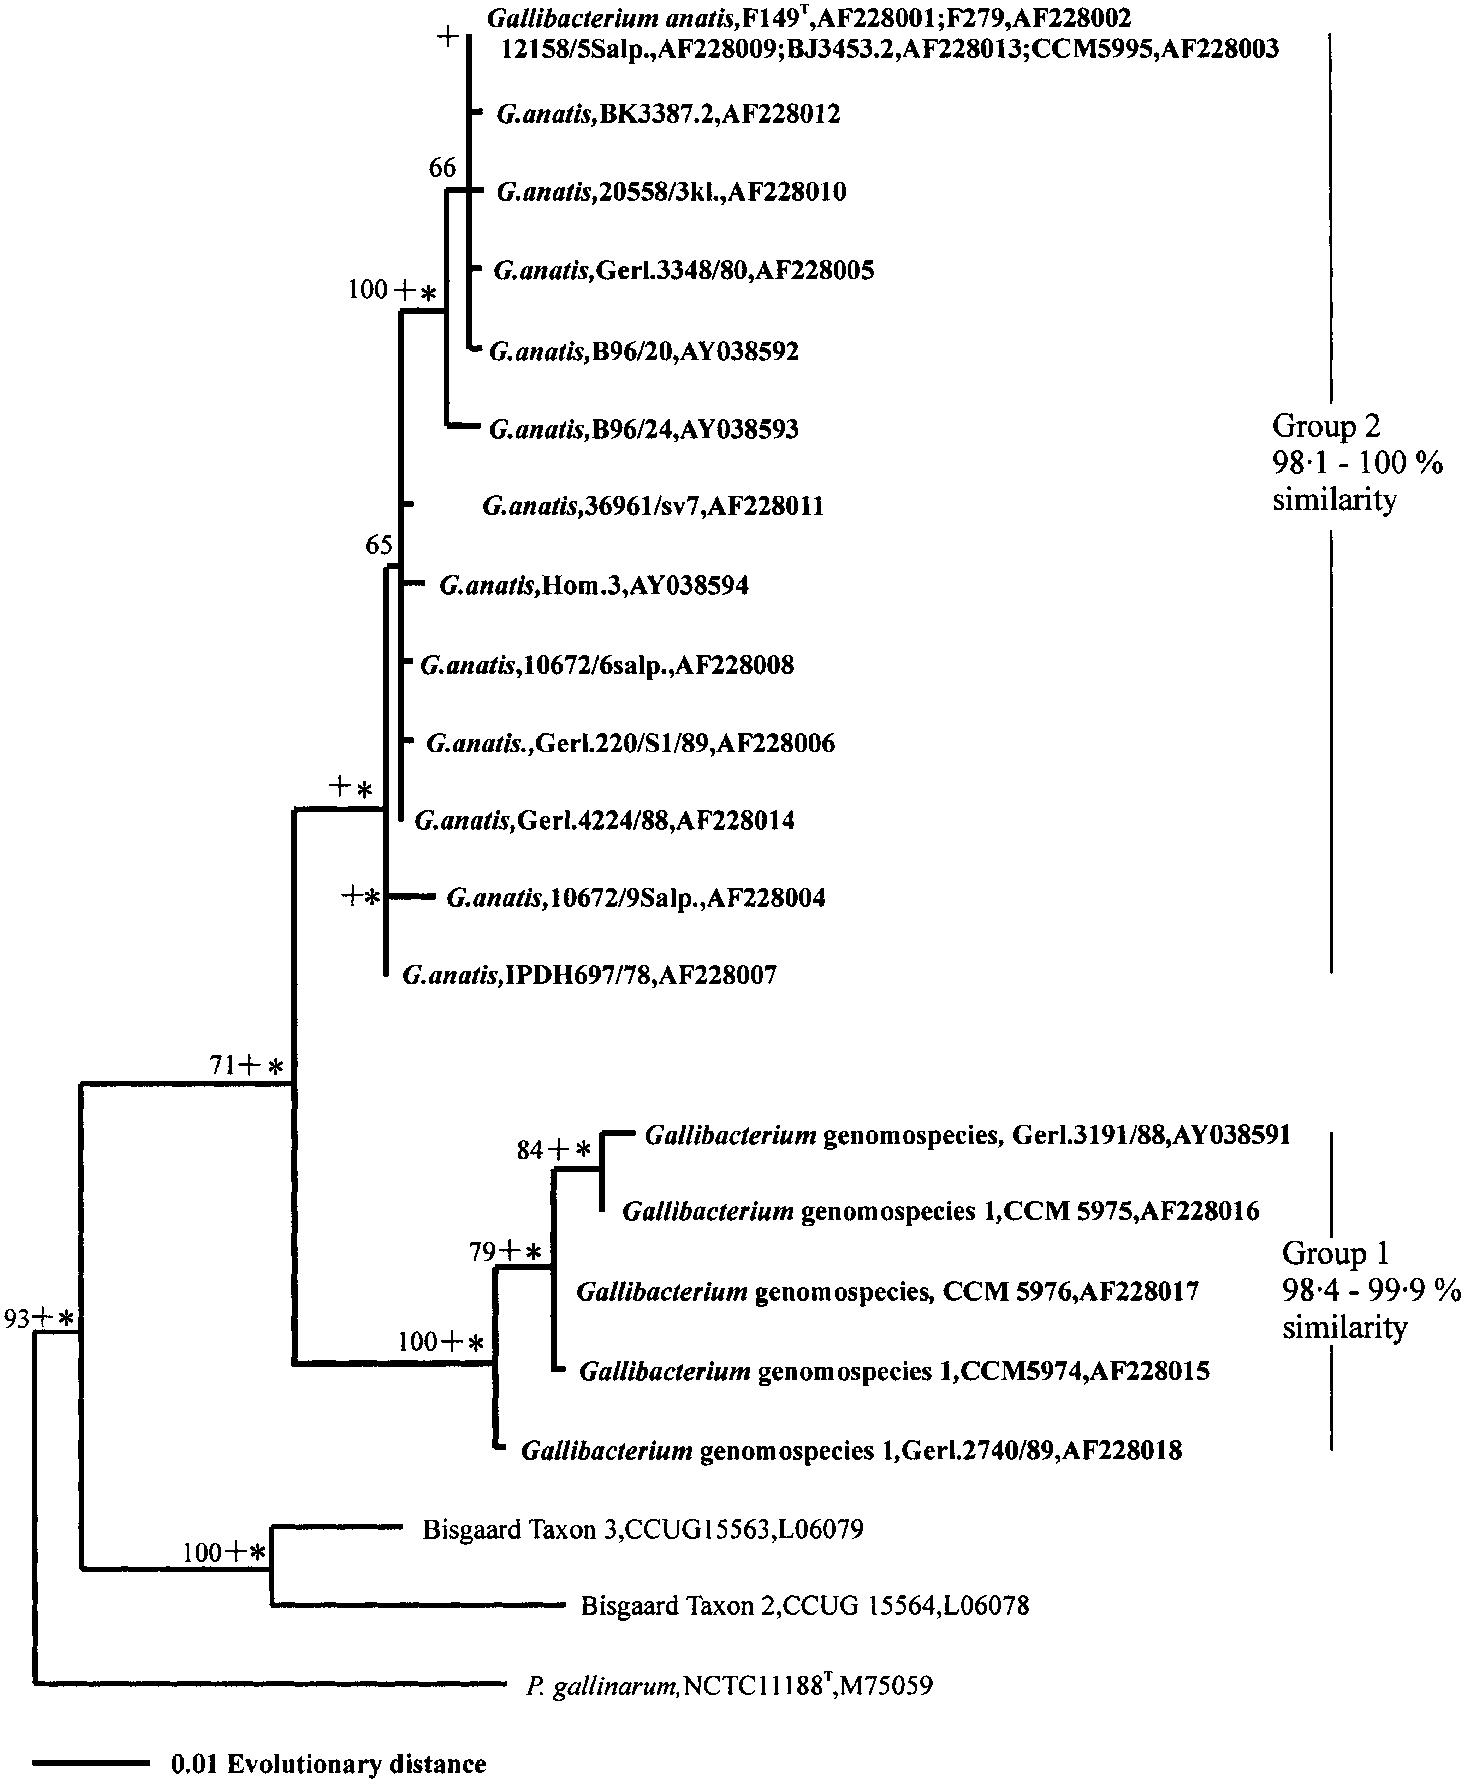 Gallibacterium anatis,F149ᵀ,AF228001;F279,AF228002
+
12158/5Salp.,AF228009;BJ3453.2,AF228013;CCM5995,AF228003
G.anatis,BK3387.2,AF228012
66
G.anatis,20558/3kl.,AF228010
G.anatis,Gerl.3348/80,AF228005
100+*
G.anatis,B96/20,AY038592
G.anatis,B96/24,AY038593
Group 2
98·1 - 100 %
similarity
G.anatis,36961/sv7,AF228011
65
G.anatis,Hom.3,AY038594
G.anatis,10672/6salp.,AF228008
G.anatis.,Gerl.220/S1/89,AF228006
+*
G.anatis,Gerl.4224/88,AF228014
+*
G.anatis,10672/9Salp.,AF228004
G.anatis,IPDH697/78,AF228007
71+*
Gallibacterium genomospecies, Gerl.3191/88,AY038591
84+*
Gallibacterium genomospecies 1,CCM 5975,AF228016
79+*
Group 1
98·4 - 99·9 %
similarity
Gallibacterium genomospecies, CCM 5976,AF228017
93+*
100+*
Gallibacterium genomospecies 1,CCM5974,AF228015
Gallibacterium genomospecies 1,Gerl.2740/89,AF228018
Bisgaard Taxon 3,CCUG15563,L06079
100+*
Bisgaard Taxon 2,CCUG 15564,L06078
P. gallinarum,NCTC11188ᵀ,M75059
0.01 Evolutionary distance